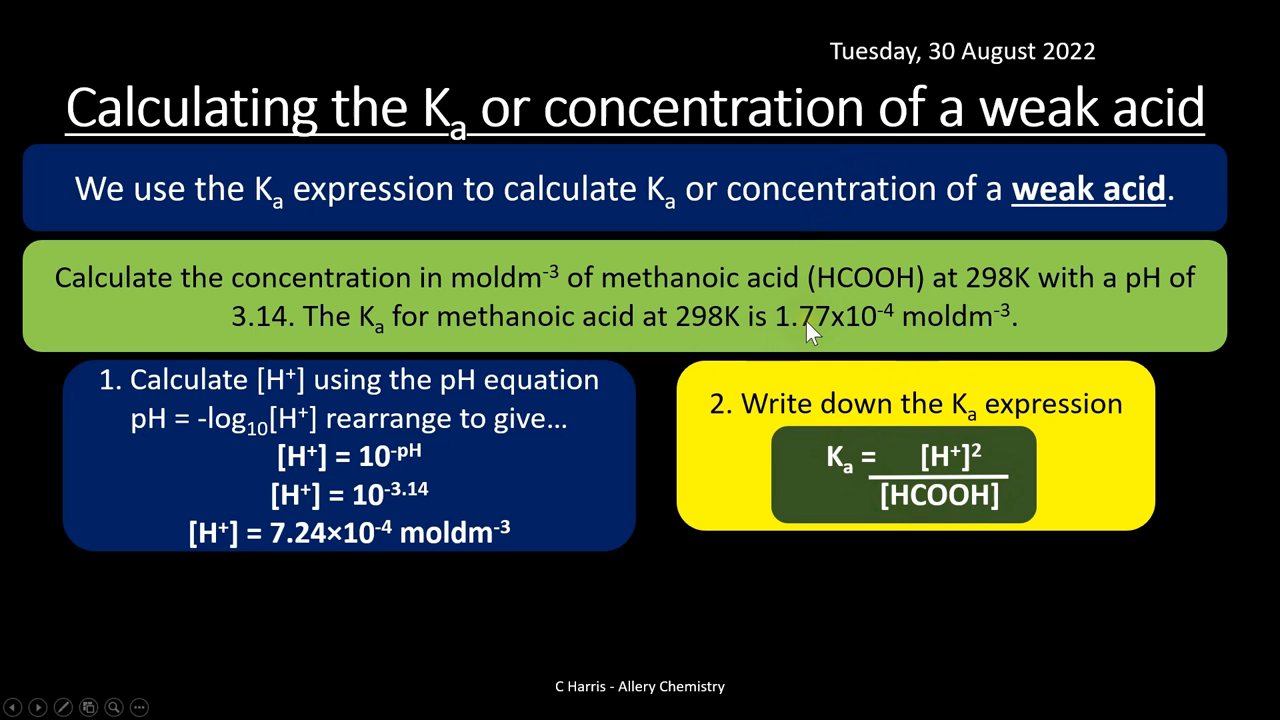 Tuesday, 30 August 2022
Calculating the Kₐ or concentration of a weak acid
We use the Kₐ expression to calculate Kₐ or concentration of a weak acid.
Calculate the concentration in moldm⁻³ of methanoic acid (HCOOH) at 298K with a pH of
3.14. The Kₐ for methanoic acid at 298K is 1.77x10⁻⁴ moldm⁻³.
1. Calculate [H⁺] using the pH equation
pH = -log₁₀[H⁺] rearrange to give...
[H⁺] = 10⁻ᵖᴴ
[H⁺] = 10⁻³·¹⁴
[H⁺] = 7.24×10⁻⁴ moldm⁻³
2. Write down the Kₐ expression
Kₐ = [H⁺]²
[HCOOH]
C Harris - Allery Chemistry